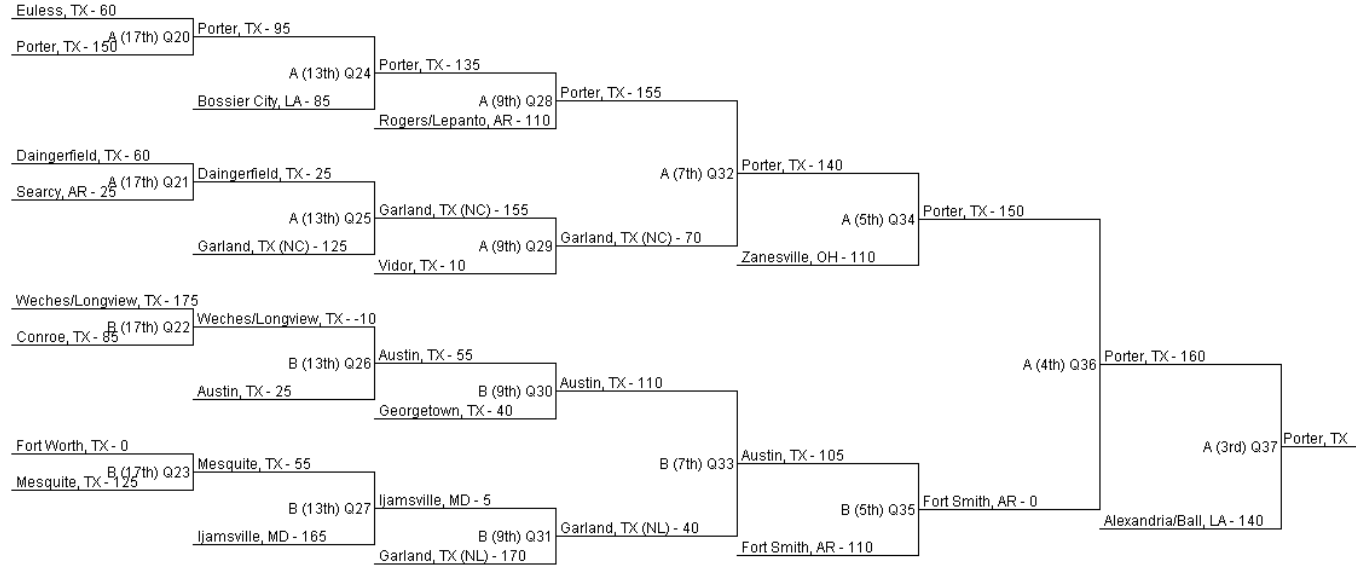 Euless, TX - 60
A (17th) Q20
Porter, TX - 150
Porter, TX - 95
A (13th) Q24
Bossier City, LA - 85
Porter, TX - 135
A (9th) Q28
Rogers/Lepanto, AR - 110
Porter, TX - 155
Daingerfield, TX - 60
A (17th) Q21
Searcy, AR - 25
Daingerfield, TX - 25
A (13th) Q25
Garland, TX (NC) - 125
Garland, TX (NC) - 155
A (9th) Q29
Vidor, TX - 10
Garland, TX (NC) - 70
A (7th) Q32
Porter, TX - 140
A (5th) Q34
Zanesville, OH - 110
Porter, TX - 150
Weches/Longview, TX - 175
B (17th) Q22
Conroe, TX - 85
Weches/Longview, TX - -10
B (13th) Q26
Austin, TX - 25
Austin, TX - 55
B (9th) Q30
Georgetown, TX - 40
Austin, TX - 110
Fort Worth, TX - 0
B (17th) Q23
Mesquite, TX - 125
Mesquite, TX - 55
B (13th) Q27
Ijamsville, MD - 165
Ijamsville, MD - 5
B (9th) Q31
Garland, TX (NL) - 170
Garland, TX (NL) - 40
B (7th) Q33
Austin, TX - 105
B (5th) Q35
Fort Smith, AR - 110
Fort Smith, AR - 0
A (4th) Q36
Porter, TX - 160
A (3rd) Q37
Alexandria/Ball, LA - 140
Porter, TX